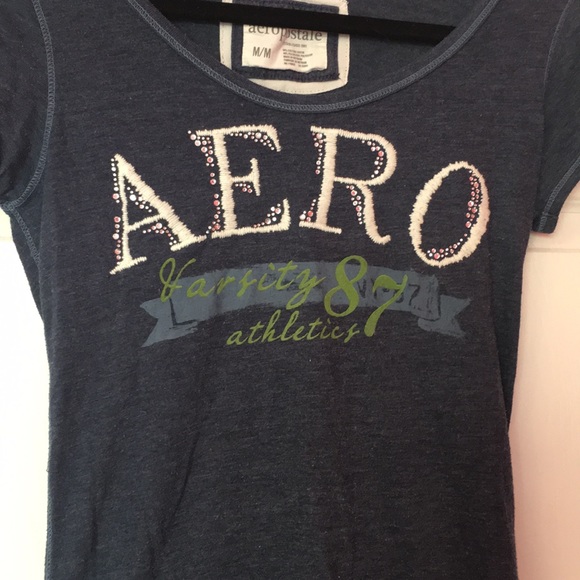 aeropostale
M/M
AERO
Varsity 87
athletics